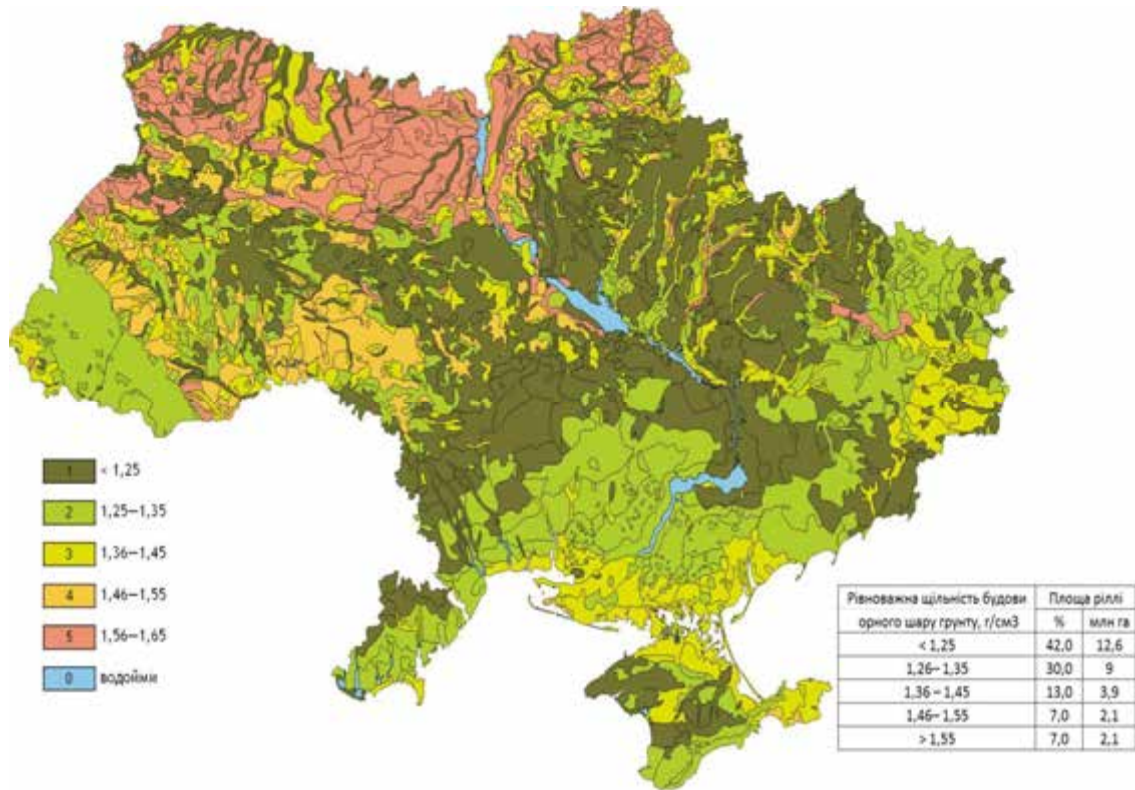 1 < 1,25
2 1,25–1,35
3 1,36–1,45
4 1,46–1,55
5 1,56–1,65
0 водойми
Рівноважна щільність будови Площа ріллі
орного шару грунту, г/см3 % млн га
< 1,25 42,0 12,6
1,26– 1,35 30,0 9
1,36 – 1,45 13,0 3,9
1,46– 1,55 7,0 2,1
> 1,55 7,0 2,1